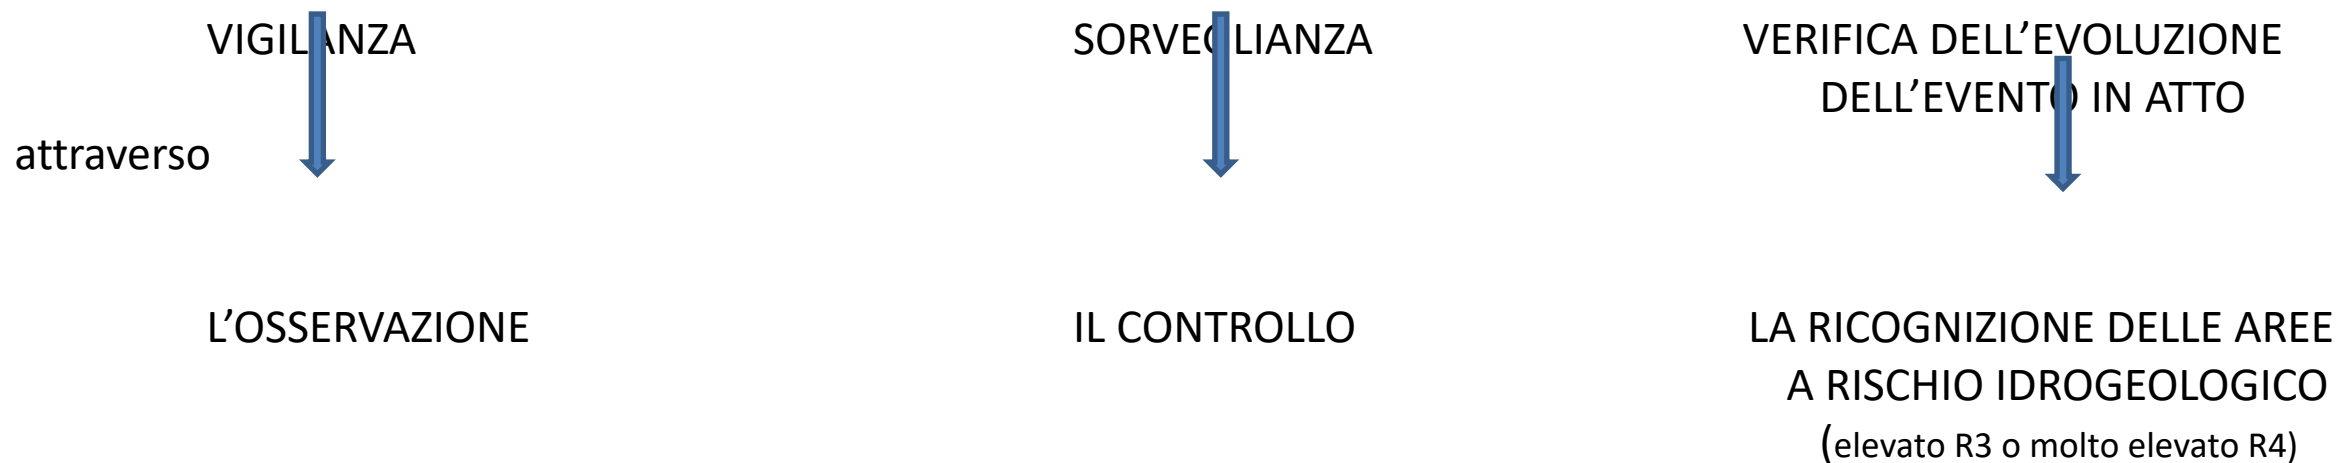 VIGILANZA
SORVEGLIANZA
VERIFICA DELL’EVOLUZIONE
DELL’EVENTO IN ATTO
attraverso
L’OSSERVAZIONE
IL CONTROLLO
LA RICOGNIZIONE DELLE AREE
A RISCHIO IDROGEOLOGICO
(elevato R3 o molto elevato R4)